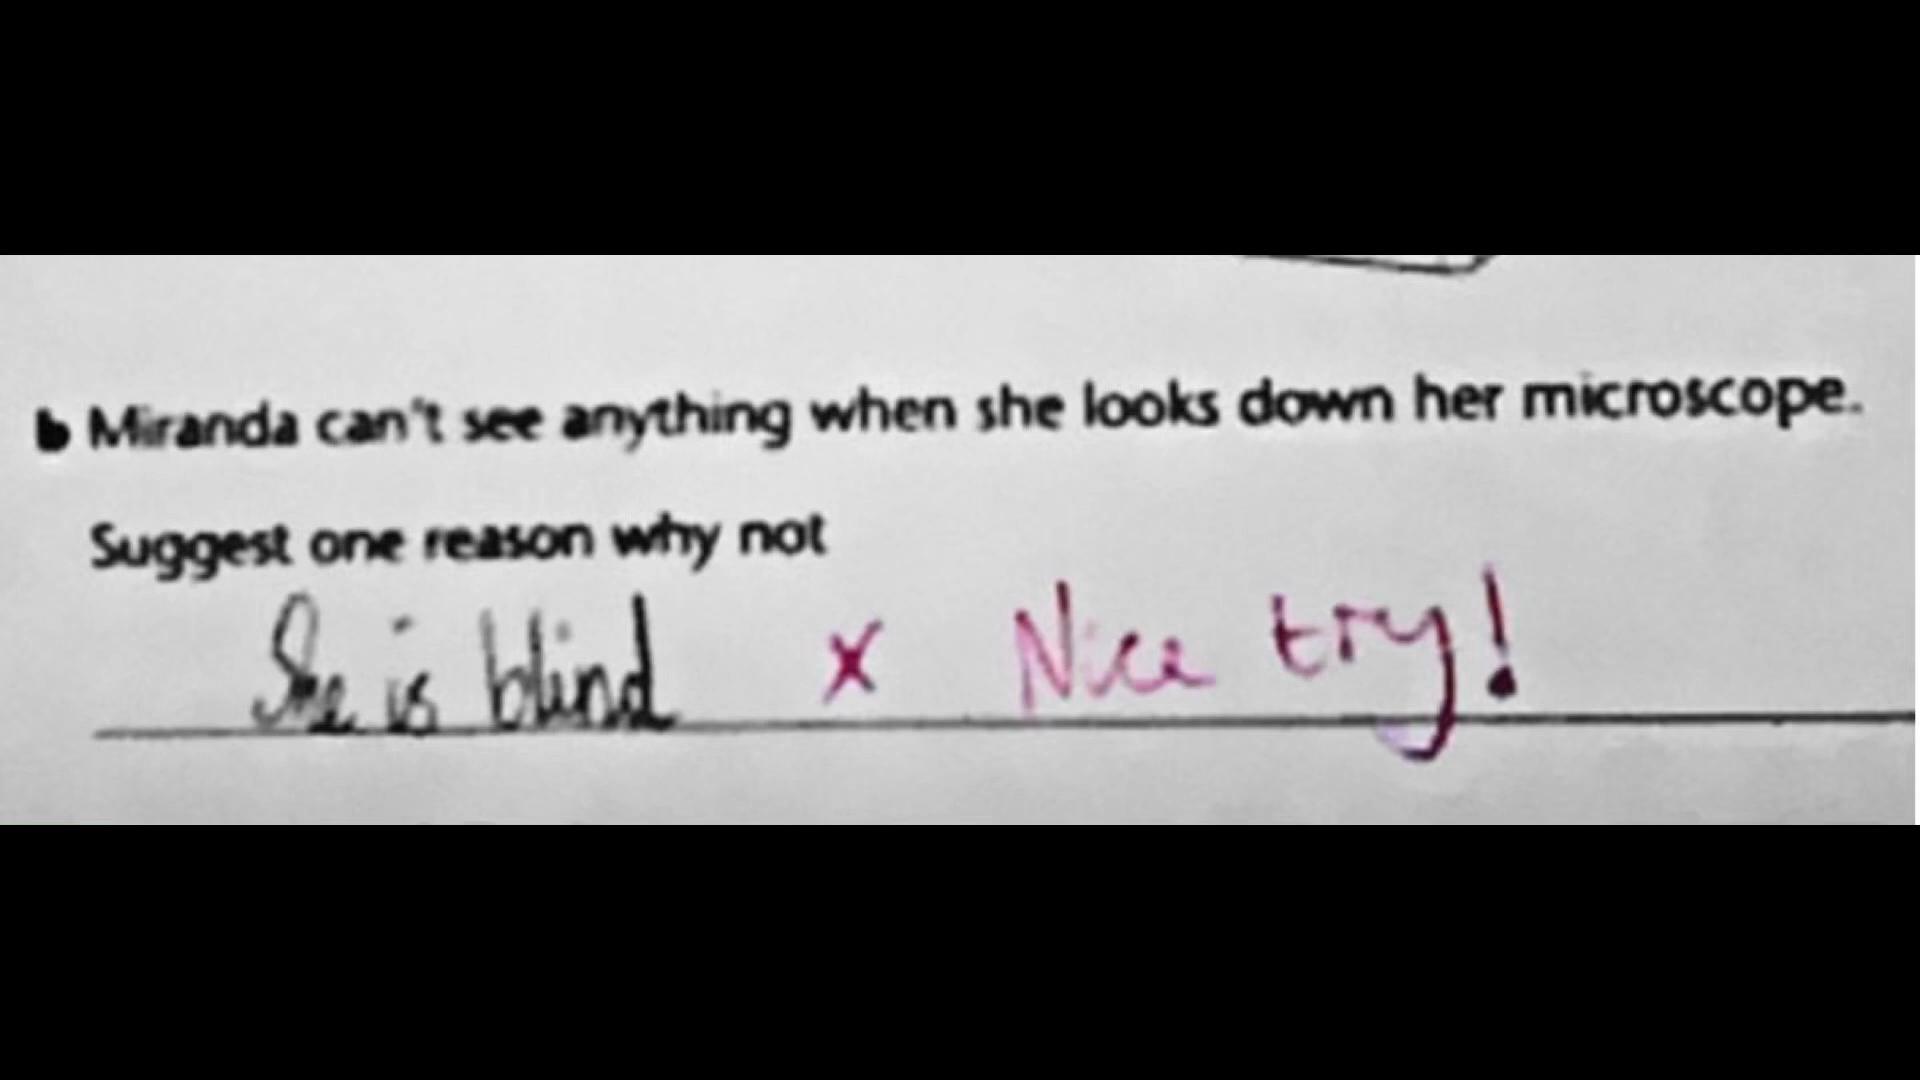 b Miranda can't see anything when she looks down her microscope.
Suggest one reason why not
She is blind x Nice try!